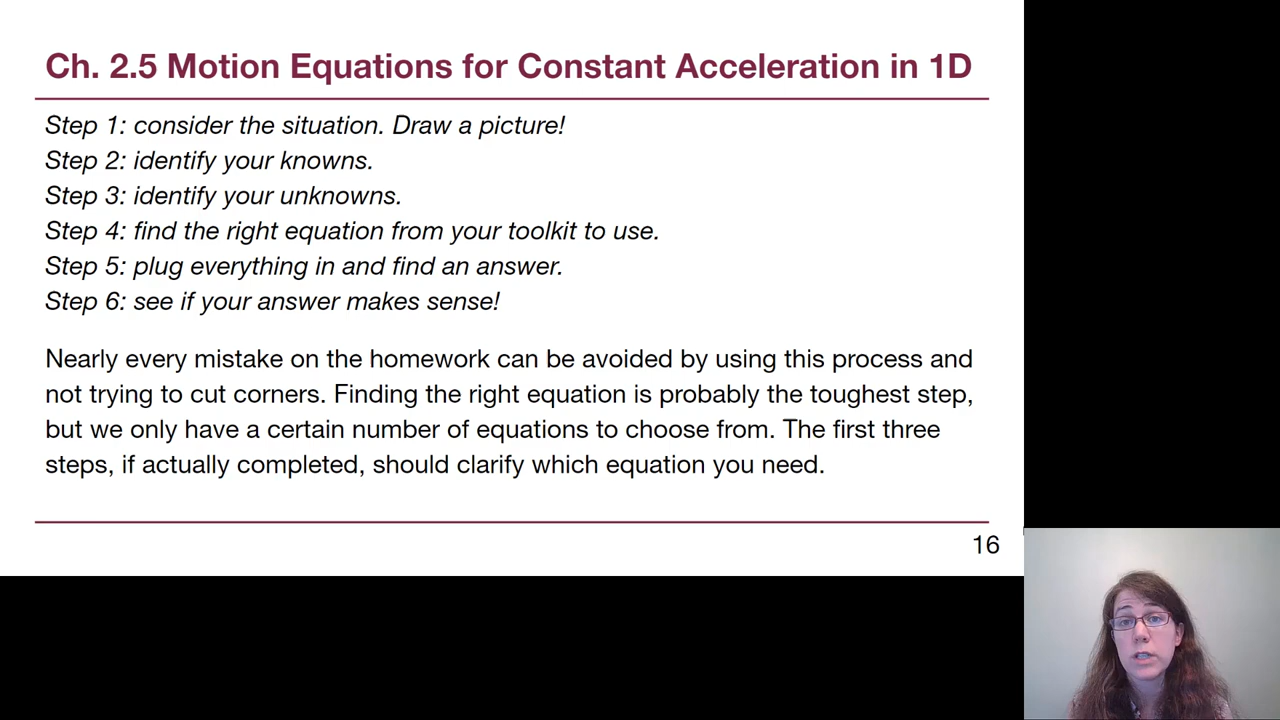 Ch. 2.5 Motion Equations for Constant Acceleration in 1D
Step 1: consider the situation. Draw a picture!
Step 2: identify your knowns.
Step 3: identify your unknowns.
Step 4: find the right equation from your toolkit to use.
Step 5: plug everything in and find an answer.
Step 6: see if your answer makes sense!
Nearly every mistake on the homework can be avoided by using this process and
not trying to cut corners. Finding the right equation is probably the toughest step,
but we only have a certain number of equations to choose from. The first three
steps, if actually completed, should clarify which equation you need.
16